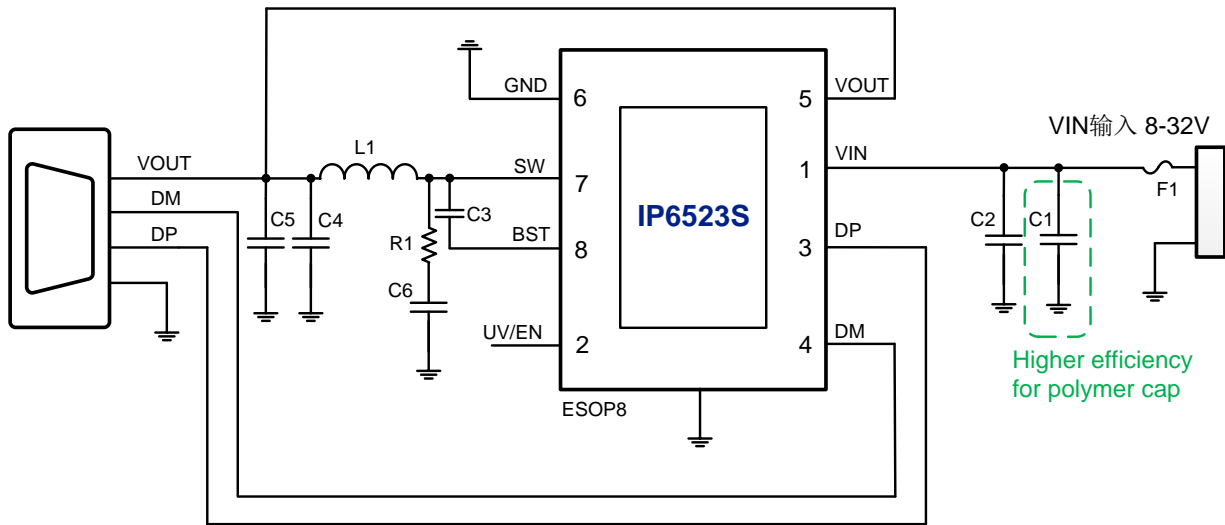 GND
6
5
VOUT
VIN输入 8-32V
VOUT
L1
SW
7
1
VIN
F1
DM
C5
C4
C3
IP6523S
C2
C1
DP
R1
BST
8
3
DP
C6
UV/EN
2
4
DM
Higher efficiency
for polymer cap
ESOP8